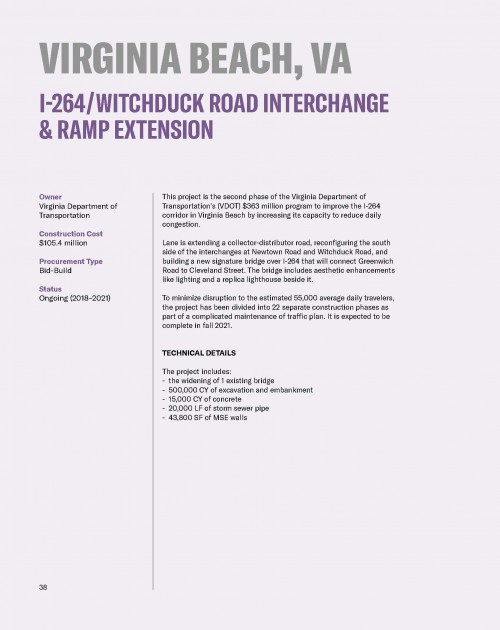 VIRGINIA BEACH, VA
I-264/WITCHDUCK ROAD INTERCHANGE
& RAMP EXTENSION
Owner
Virginia Department of
Transportation
Construction Cost
$105.4 million
Procurement Type
Bid-Build
Status
Ongoing (2018–2021)
This project is the second phase of the Virginia Department of
Transportation's (VDOT) $363 million program to improve the I-264
corridor in Virginia Beach by increasing its capacity to reduce daily
congestion.
Lane is extending a collector-distributor road, reconfiguring the south
side of the interchanges at Newtown Road and Witchduck Road, and
building a new signature bridge over I-264 that will connect Greenwich
Road to Cleveland Street. The bridge includes aesthetic enhancements
like lighting and a replica lighthouse beside it.
To minimize disruption to the estimated 55,000 average daily travelers,
the project has been divided into 22 separate construction phases as
part of a complicated maintenance of traffic plan. It is expected to be
complete in fall 2021.
TECHNICAL DETAILS
The project includes:
- the widening of 1 existing bridge
- 500,000 CY of excavation and embankment
- 15,000 CY of concrete
- 20,000 LF of storm sewer pipe
- 43,800 SF of MSE walls
38